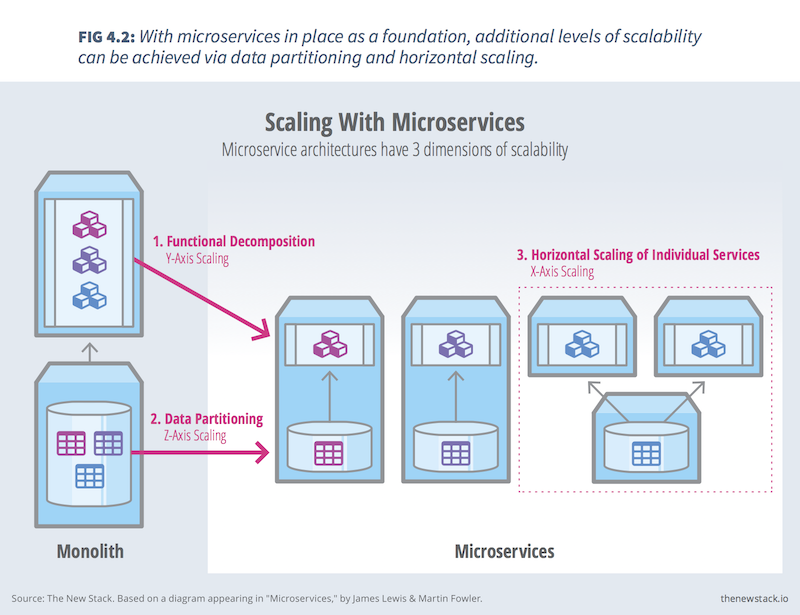 FIG 4.2: With microservices in place as a foundation, additional levels of scalability
can be achieved via data partitioning and horizontal scaling.
Scaling With Microservices
Microservice architectures have 3 dimensions of scalability
1. Functional Decomposition
Y-Axis Scaling
3. Horizontal Scaling of Individual Services
X-Axis Scaling
2. Data Partitioning
Z-Axis Scaling
Monolith
Microservices
Source: The New Stack. Based on a diagram appearing in "Microservices," by James Lewis & Martin Fowler.
thenewstack.io